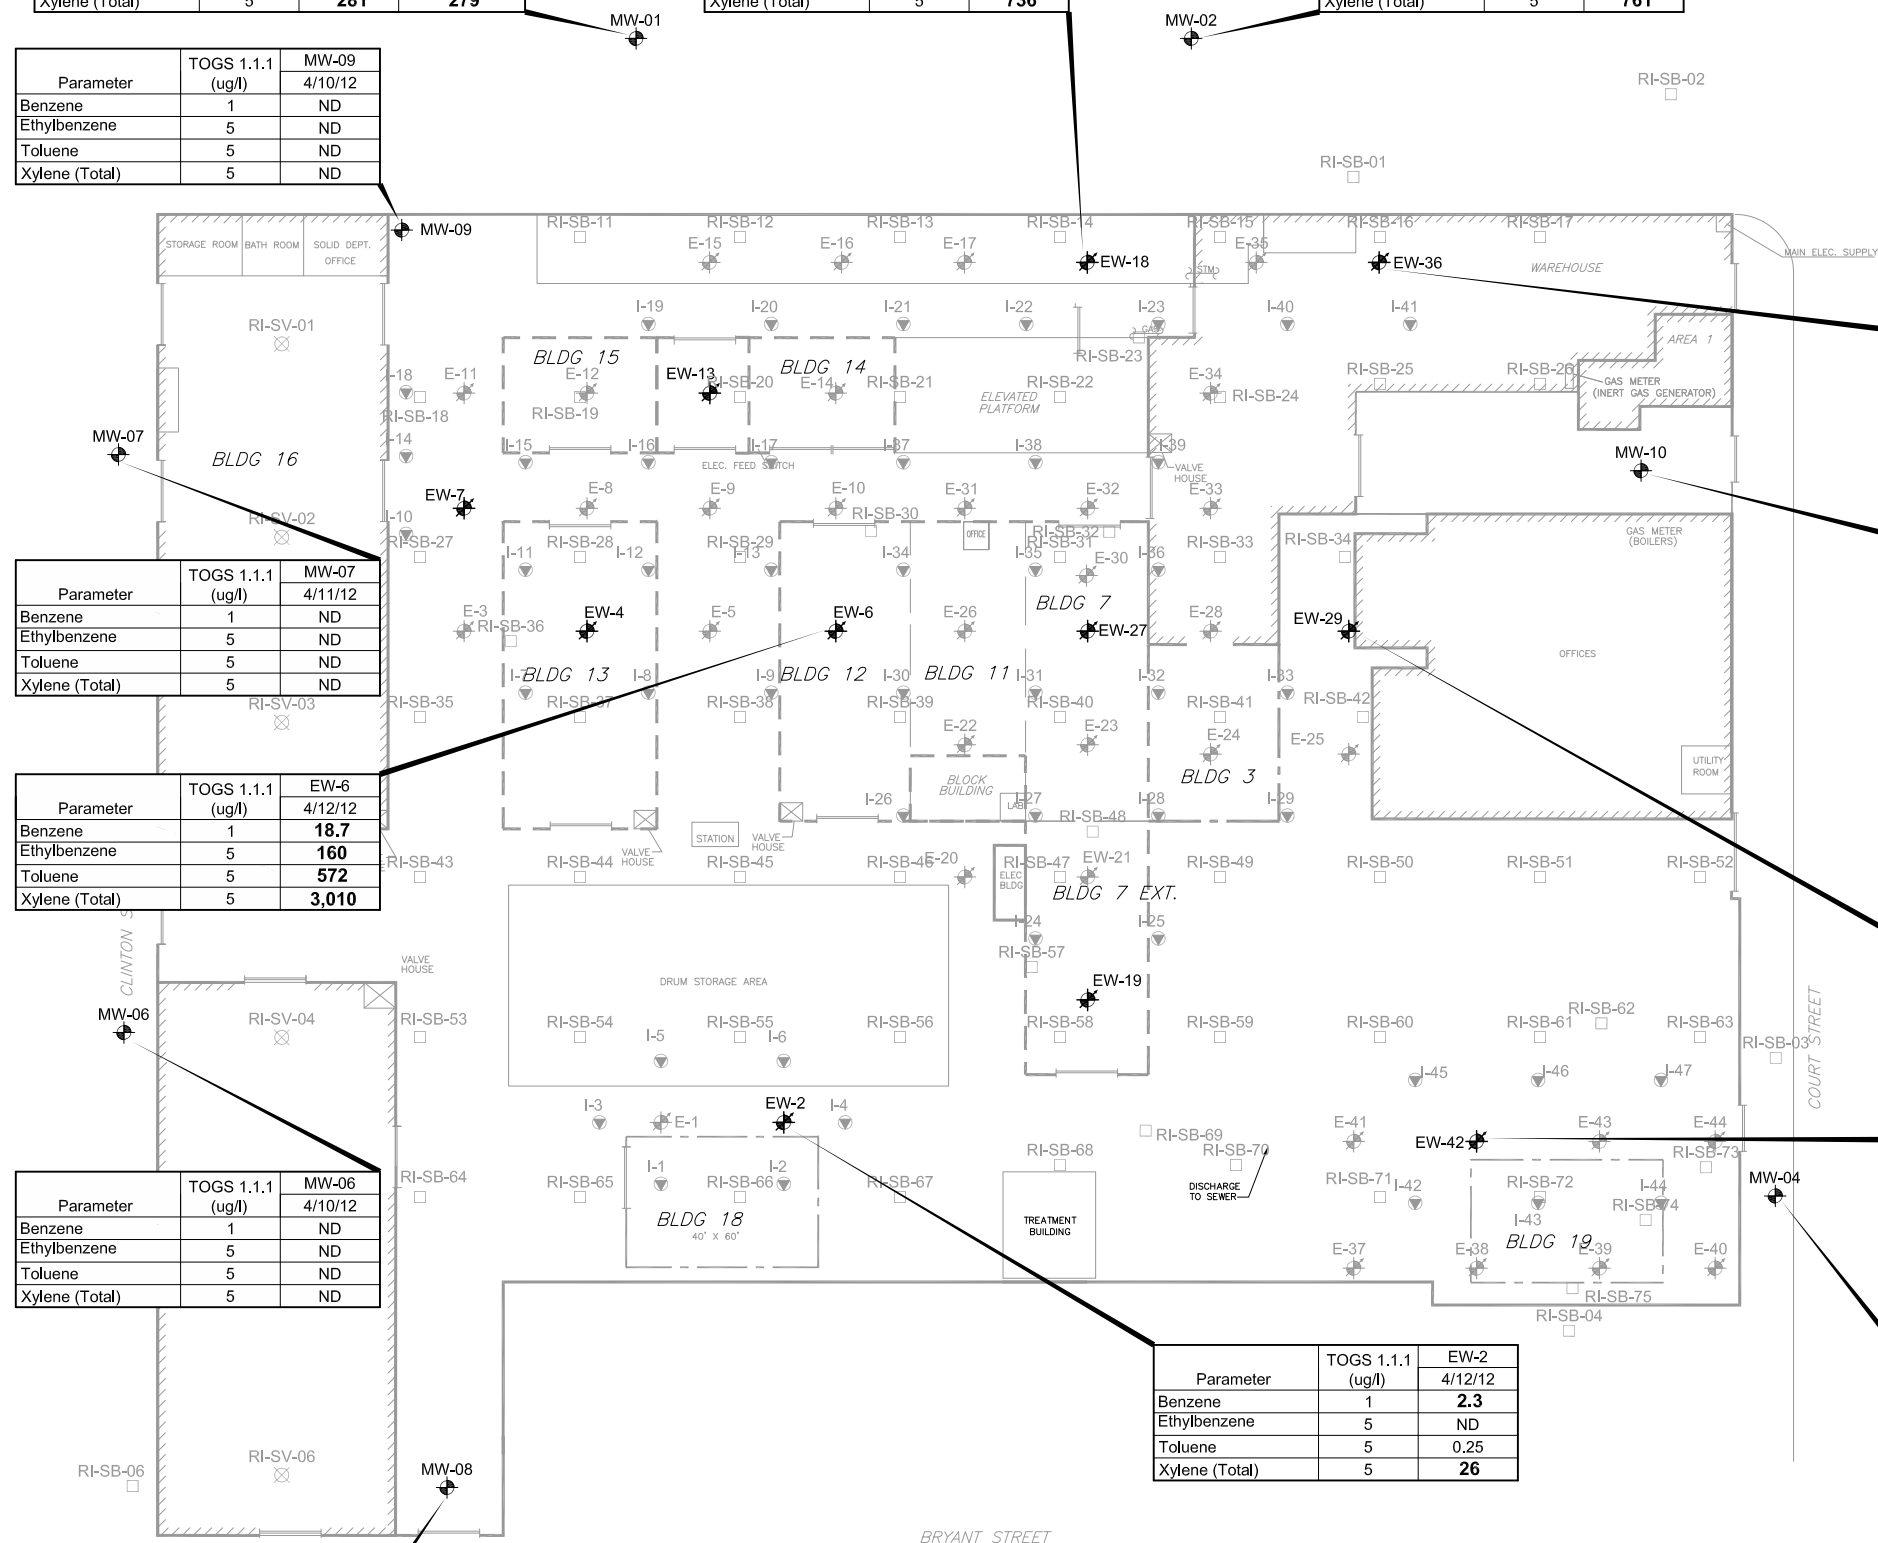 Xylene (Total) 5 281 279
Xylene (Total) 5 736
Xylene (Total) 5 761
MW-01
MW-02
Parameter TOGS 1.1.1 (ug/l) MW-09 4/10/12
Benzene 1 ND
Ethylbenzene 5 ND
Toluene 5 ND
Xylene (Total) 5 ND
RI-SB-02
RI-SB-01
MW-09
STORAGE ROOM
BATH ROOM
SOLID DEPT.
OFFICE
RI-SB-11
RI-SB-12
RI-SB-13
RI-SB-14
RI-SB-15
RI-SB-16
RI-SB-17
E-15
E-16
E-17
EW-18
E-35
EW-36
STM
WAREHOUSE
MAIN ELEC. SUPPLY
RI-SV-01
I-19
I-20
I-21
I-22
I-23
I-40
I-41
GAS
RI-SB-23
AREA 1
BLDG 15
BLDG 14
I-18
E-11
E-12
EW-13
RI-SB-20
E-14
RI-SB-21
RI-SB-22
E-34
RI-SB-24
RI-SB-25
RI-SB-26
GAS METER
(INERT GAS GENERATOR)
RI-SB-18
RI-SB-19
ELEVATED
PLATFORM
MW-07
BLDG 16
I-14
I-15
I-16
I-17
I-37
I-38
I-39
ELEC. FEED SWITCH
VALVE
HOUSE
MW-10
EW-7
E-8
E-9
E-10
E-31
E-32
E-33
RI-SV-02
I-10
RI-SB-27
RI-SB-28
RI-SB-29
RI-SB-30
OFFICE
RI-SB-32
RI-SB-31
RI-SB-33
RI-SB-34
GAS METER
(BOILERS)
I-11
I-12
I-13
I-34
I-35
I-36
E-30
Parameter TOGS 1.1.1 (ug/l) MW-07 4/11/12
Benzene 1 ND
Ethylbenzene 5 ND
Toluene 5 ND
Xylene (Total) 5 ND
E-3
RI-SB-36
EW-4
E-5
EW-6
E-26
BLDG 7
EW-27
E-28
EW-29
OFFICES
BLDG 13
BLDG 12
BLDG 11
I-7
I-8
I-9
I-30
I-31
I-32
I-33
RI-SV-03
RI-SB-35
RI-SB-37
RI-SB-38
RI-SB-39
RI-SB-40
RI-SB-41
RI-SB-42
E-22
E-23
E-24
E-25
BLDG 3
BLOCK
BUILDING
LAB
UTILITY
ROOM
Parameter TOGS 1.1.1 (ug/l) EW-6 4/12/12
Benzene 1 18.7
Ethylbenzene 5 160
Toluene 5 572
Xylene (Total) 5 3,010
I-26
I-27
I-28
I-29
RI-SB-48
STATION
VALVE
HOUSE
VALVE
HOUSE
RI-SB-43
RI-SB-44
RI-SB-45
RI-SB-46
E-20
RI-SB-47
EW-21
RI-SB-49
RI-SB-50
RI-SB-51
RI-SB-52
ELEC
BLDG
BLDG 7 EXT.
I-24
I-25
RI-SB-57
CLINTON S
VALVE
HOUSE
DRUM STORAGE AREA
EW-19
MW-06
RI-SV-04
RI-SB-53
RI-SB-54
RI-SB-55
RI-SB-56
RI-SB-58
RI-SB-59
RI-SB-60
RI-SB-61
RI-SB-62
RI-SB-63
RI-SB-03
COURT STREET
I-5
I-6
I-45
I-46
I-47
I-3
E-1
EW-2
I-4
E-41
EW-42
E-43
E-44
RI-SB-73
RI-SB-69
RI-SB-70
RI-SB-68
Parameter TOGS 1.1.1 (ug/l) MW-06 4/10/12
Benzene 1 ND
Ethylbenzene 5 ND
Toluene 5 ND
Xylene (Total) 5 ND
RI-SB-64
RI-SB-65
I-1
RI-SB-66
I-2
RI-SB-67
DISCHARGE
TO SEWER
RI-SB-71
I-42
RI-SB-72
I-43
I-44
RI-SB-74
MW-04
BLDG 18
40' X 60'
TREATMENT
BUILDING
BLDG 19
E-37
E-38
E-39
E-40
RI-SB-75
RI-SB-04
Parameter TOGS 1.1.1 (ug/l) EW-2 4/12/12
Benzene 1 2.3
Ethylbenzene 5 ND
Toluene 5 0.25
Xylene (Total) 5 26
RI-SB-06
RI-SV-06
MW-08
BRYANT STREET